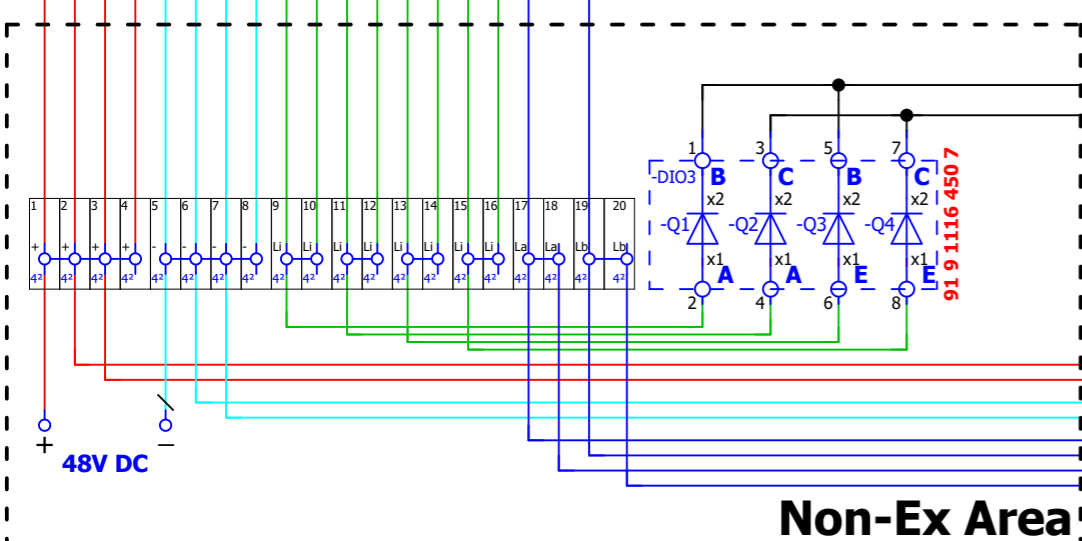 1 2 3 4 5 6 7 8 9 10 11 12 13 14 15 16 17 18 19 20
+ + + + - - - - Li Li Li Li Li Li Li Li La La Lb Lb
4² 4² 4² 4² 4² 4² 4² 4² 4² 4² 4² 4² 4² 4² 4² 4² 4² 4² 4² 4²
1 3 5 7
-DIO3 B C B C
x2 x2 x2 x2
-Q1 -Q2 -Q3 -Q4
x1 x1 x1 x1
A A E E
2 4 6 8
91 9 1116 450 7
+ −
48V DC
Non-Ex Area